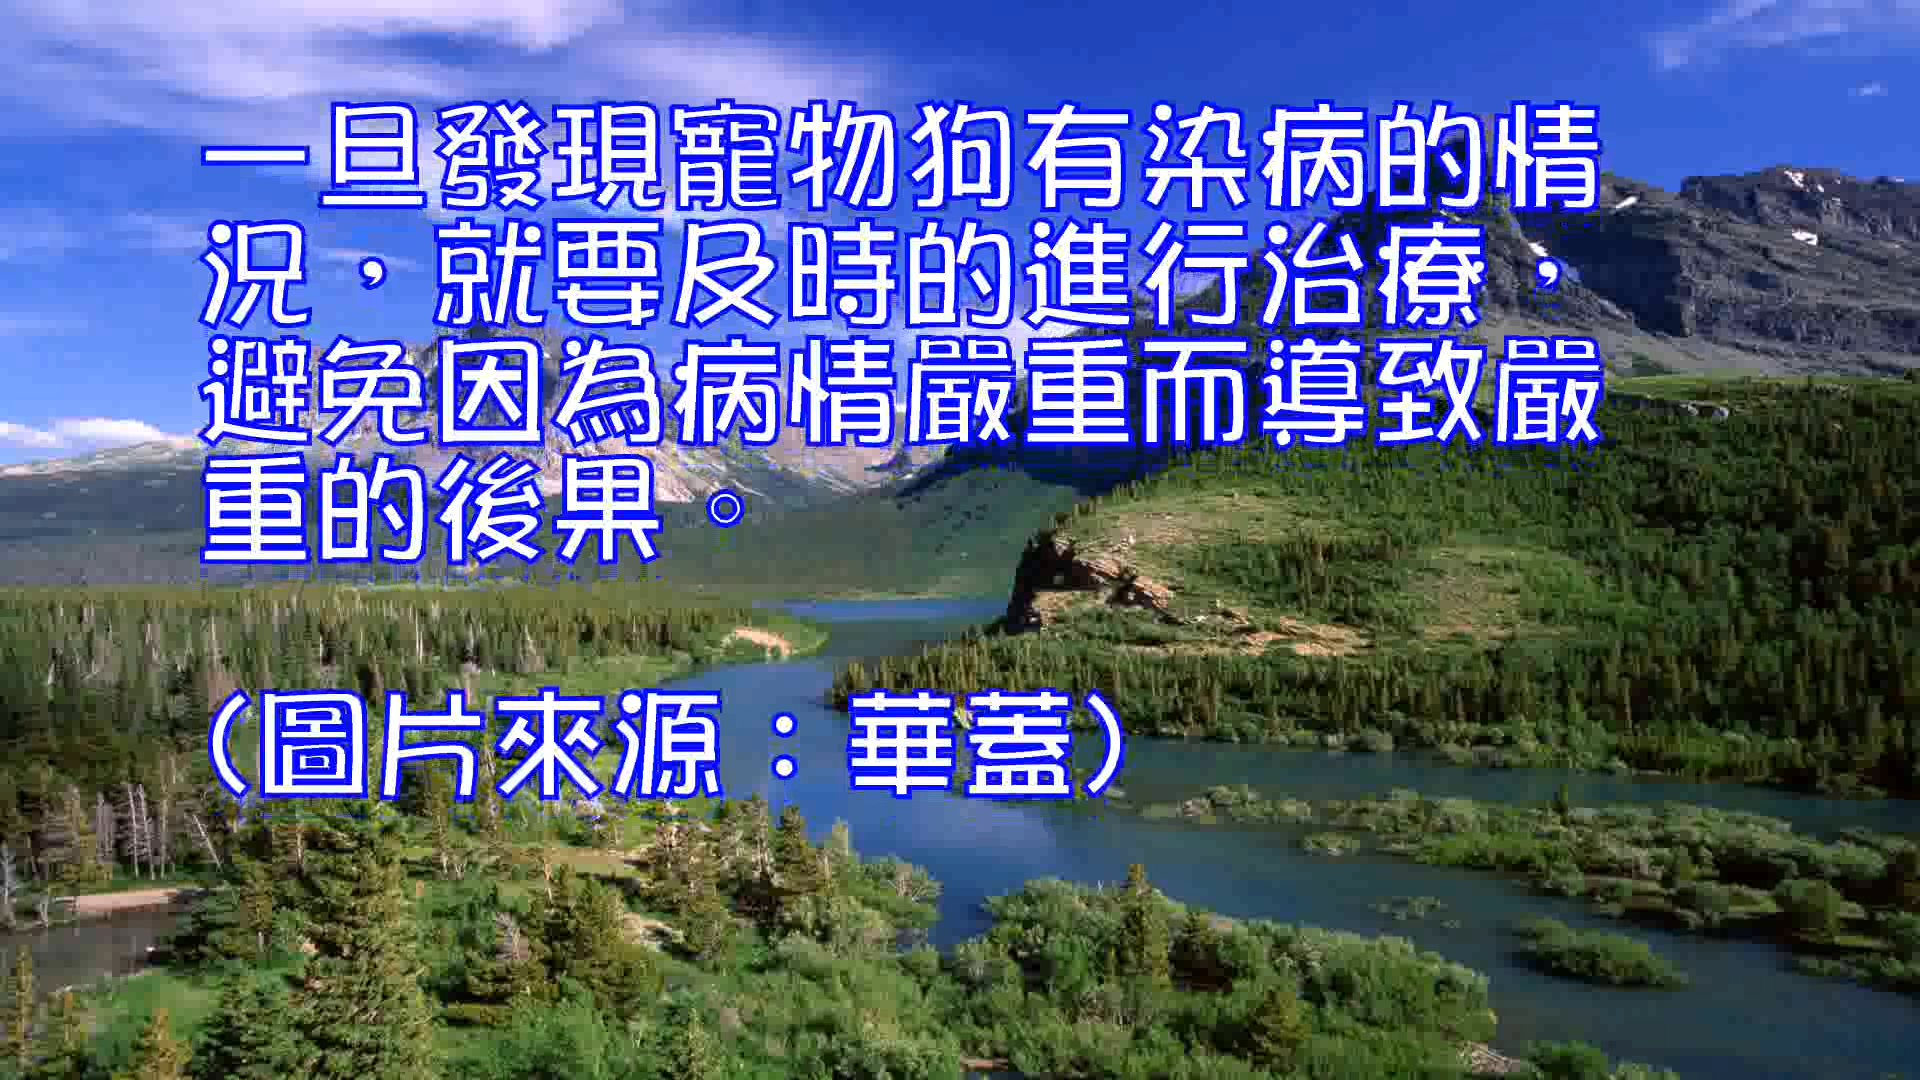 一旦發現寵物狗有染病的情
況，就要及時的進行治療，
避免因為病情嚴重而導致嚴
重的後果。
(圖片來源：華蓋)